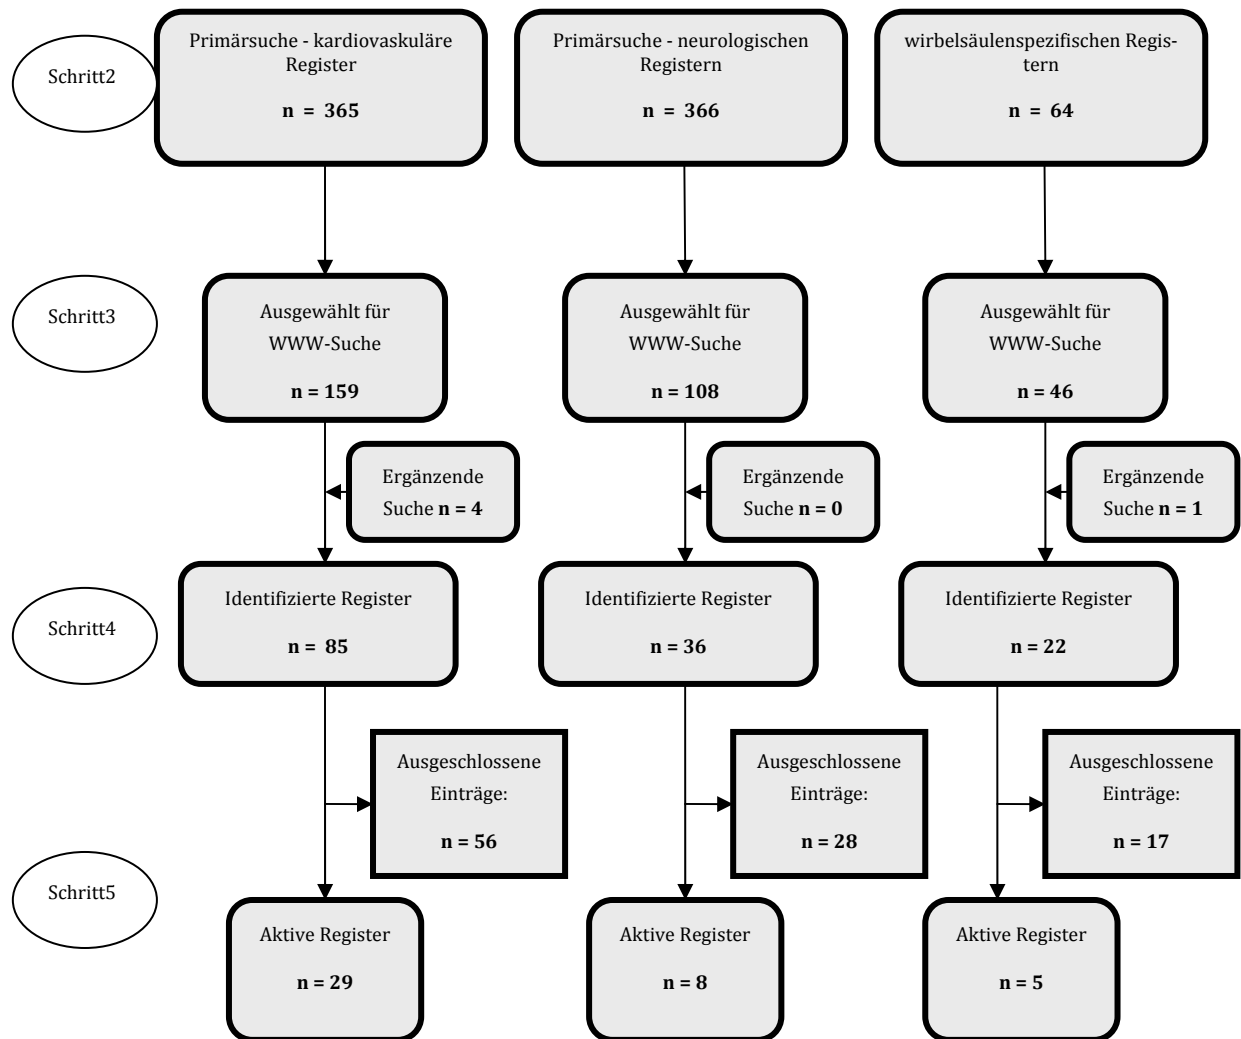 Schritt2
Primärsuche - kardiovaskuläre
Register
n = 365
Primärsuche - neurologischen
Registern
n = 366
wirbelsäulenspezifischen Regis-
tern
n = 64
Schritt3
Ausgewählt für
WWW-Suche
n = 159
Ausgewählt für
WWW-Suche
n = 108
Ausgewählt für
WWW-Suche
n = 46
Ergänzende
Suche n = 4
Ergänzende
Suche n = 0
Ergänzende
Suche n = 1
Schritt4
Identifizierte Register
n = 85
Identifizierte Register
n = 36
Identifizierte Register
n = 22
Ausgeschlossene
Einträge:
n = 56
Ausgeschlossene
Einträge:
n = 28
Ausgeschlossene
Einträge:
n = 17
Schritt5
Aktive Register
n = 29
Aktive Register
n = 8
Aktive Register
n = 5